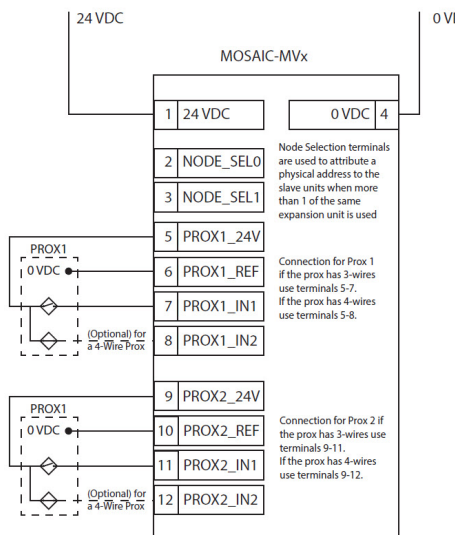 24 VDC
0 V
MOSAIC-MVx
1 24 VDC
0 VDC 4
2 NODE_SEL0
3 NODE_SEL1
Node Selection terminals
are used to attribute a
physical address to the
slave units when more
than 1 of the same
expansion unit is used
5 PROX1_24V
PROX1
0 VDC
6 PROX1_REF
7 PROX1_IN1
(Optional) for
a 4-Wire Prox
8 PROX1_IN2
Connection for Prox 1
if the prox has 3-wires
use terminals 5-7.
If the prox has 4-wires
use terminals 5-8.
9 PROX2_24V
PROX1
0 VDC
10 PROX2_REF
11 PROX2_IN1
(Optional) for
a 4-Wire Prox
12 PROX2_IN2
Connection for Prox 2 if
the prox has 3-wires use
terminals 9-11.
If the prox has 4-wires
use terminals 9-12.